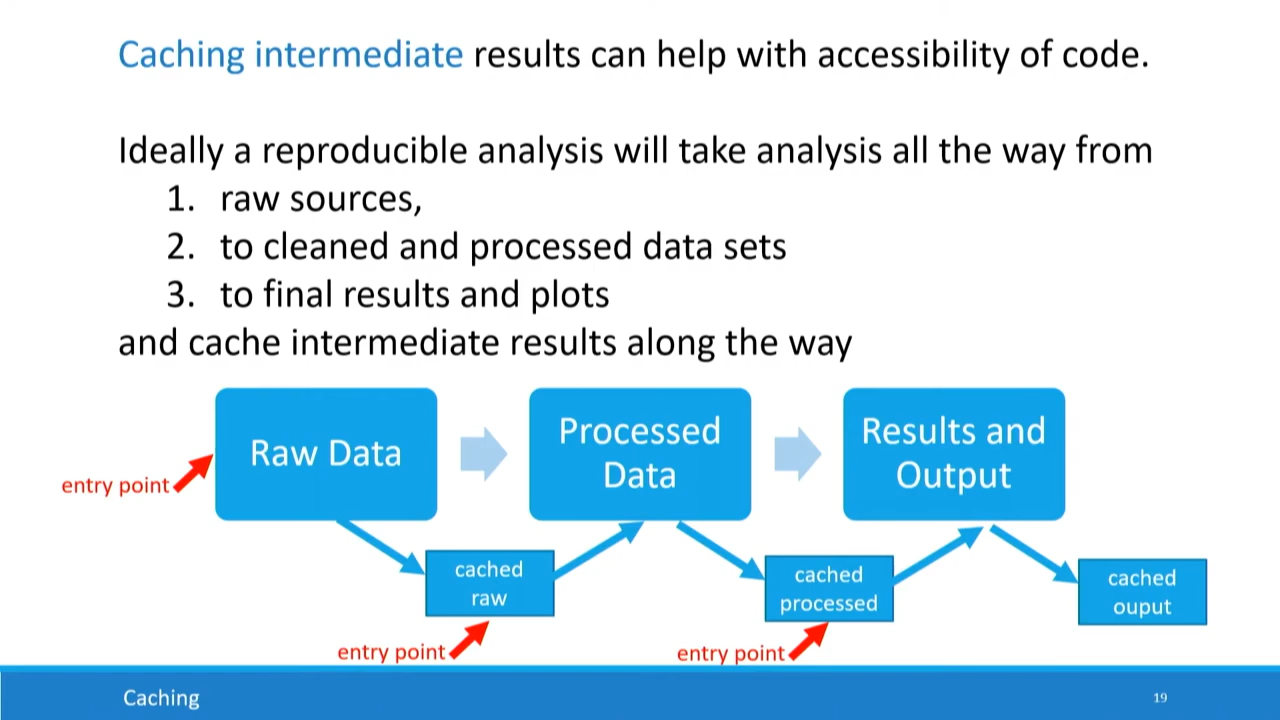 Caching intermediate results can help with accessibility of code.
Ideally a reproducible analysis will take analysis all the way from
1. raw sources,
2. to cleaned and processed data sets
3. to final results and plots
and cache intermediate results along the way
Raw Data
Processed
Data
Results and
Output
entry point
cached
raw
cached
processed
cached
ouput
entry point
entry point
Caching
19